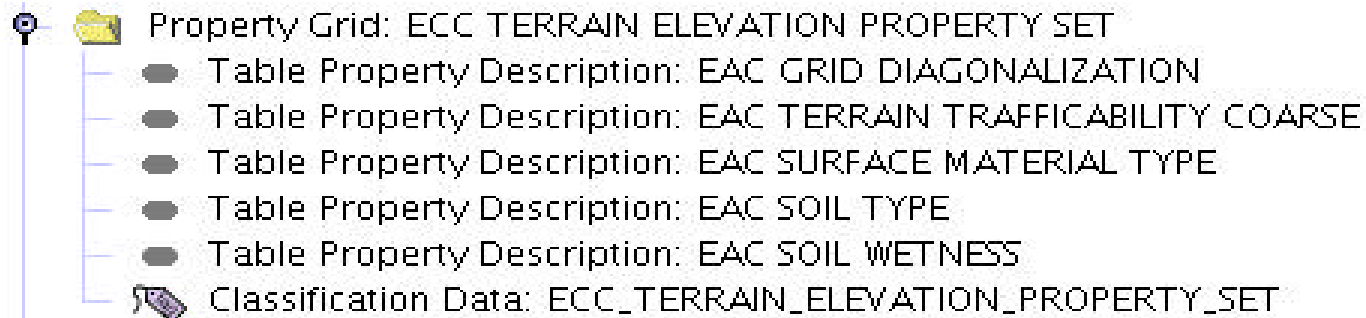 Property Grid: ECC TERRAIN ELEVATION PROPERTY SET
Table Property Description: EAC GRID DIAGONALIZATION
Table Property Description: EAC TERRAIN TRAFFICABILITY COARSE
Table Property Description: EAC SURFACE MATERIAL TYPE
Table Property Description: EAC SOIL TYPE
Table Property Description: EAC SOIL WETNESS
Classification Data: ECC_TERRAIN_ELEVATION_PROPERTY_SET